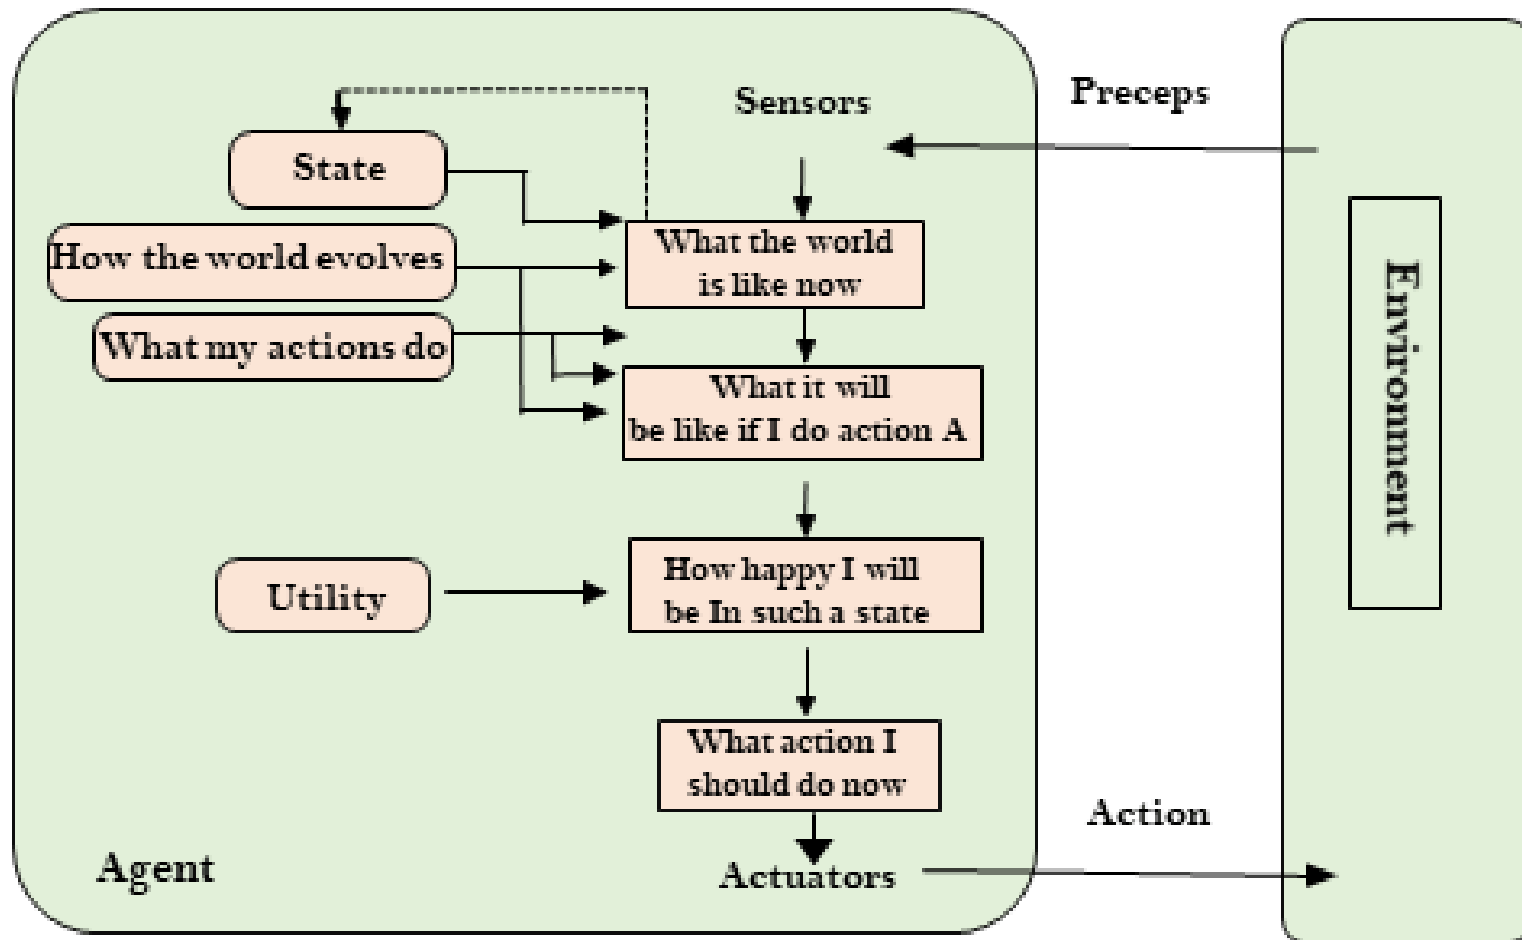 Sensors
Preceps
State
How the world evolves
What my actions do
What the world
is like now
What it will
be like if I do action A
Utility
How happy I will
be In such a state
What action I
should do now
Agent
Actuators
Action
Environment